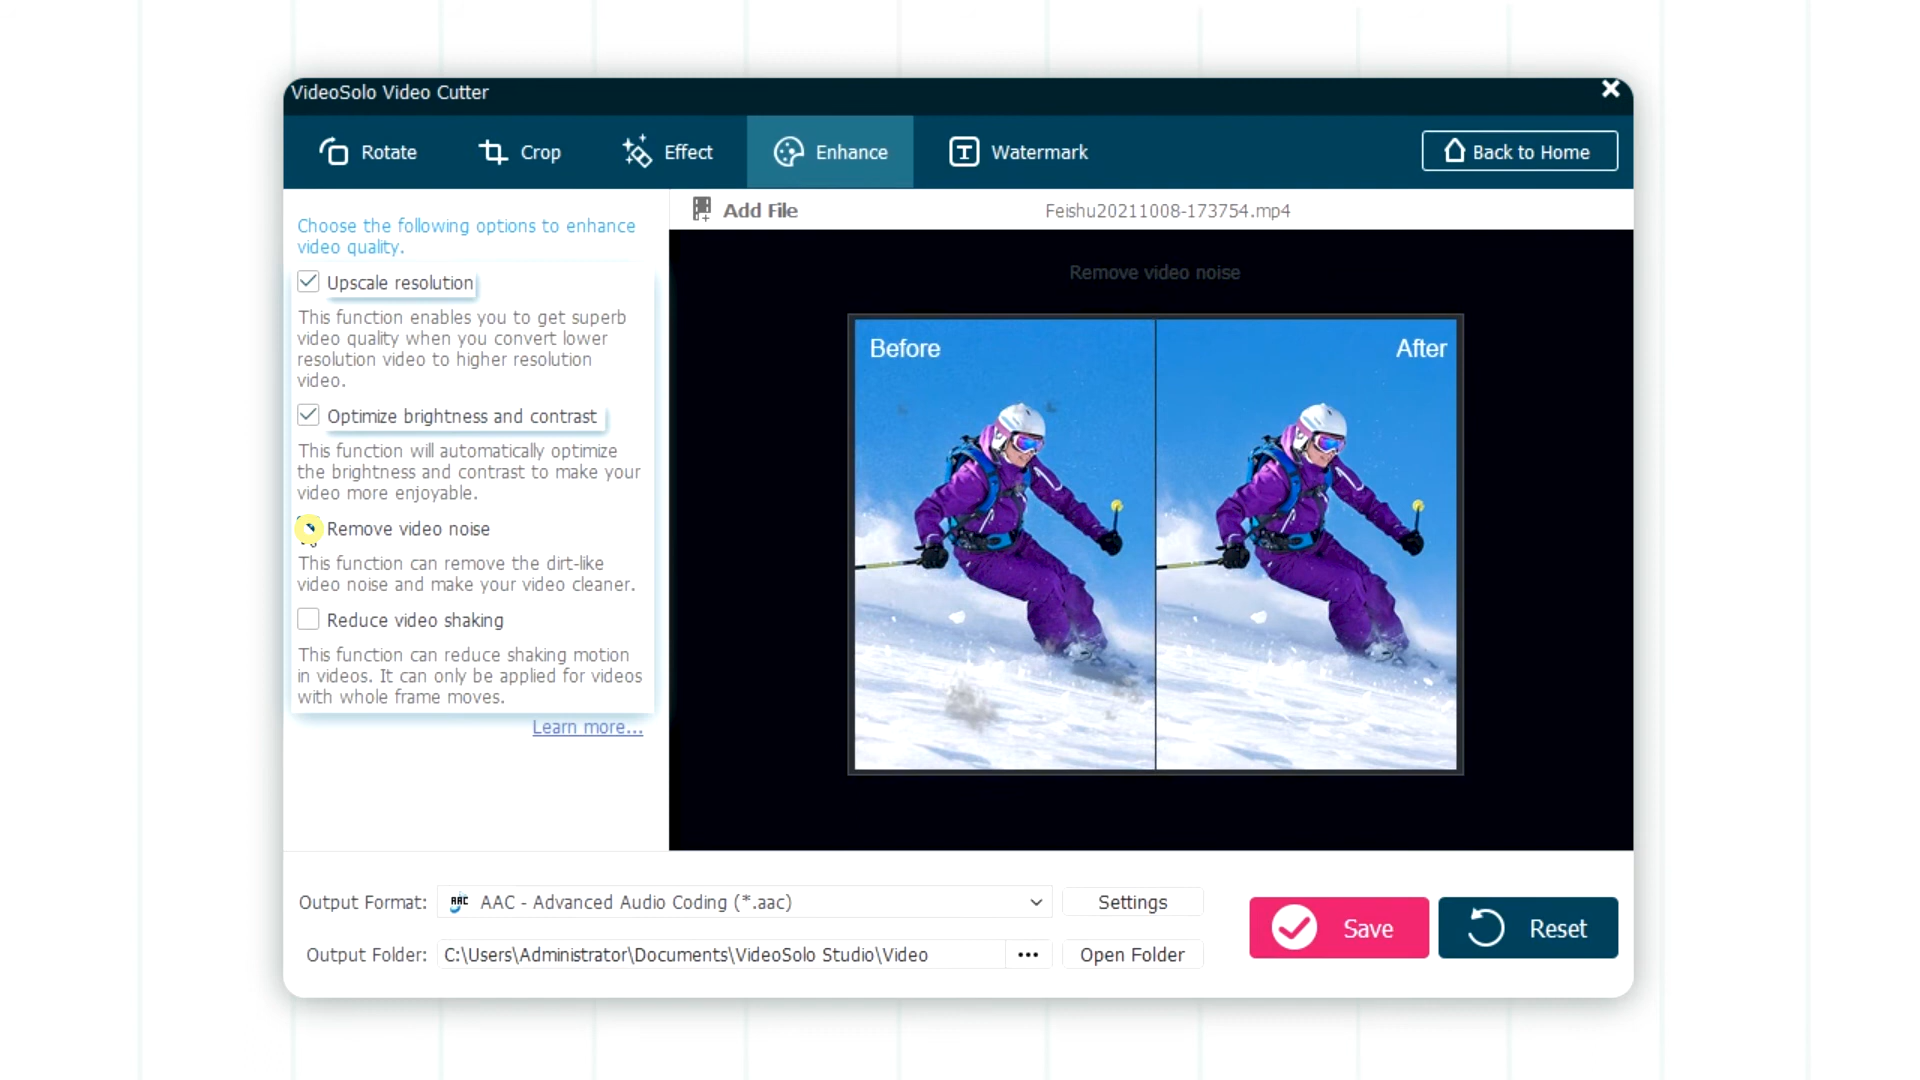 VideoSolo Video Cutter
Rotate
Crop
Effect
Enhance
Watermark
Back to Home
Choose the following options to enhance
video quality.
Upscale resolution
This function enables you to get superb
video quality when you convert lower
resolution video to higher resolution
video.
Optimize brightness and contrast
This function will automatically optimize
the brightness and contrast to make your
video more enjoyable.
Remove video noise
This function can remove the dirt-like
video noise and make your video cleaner.
Reduce video shaking
This function can reduce shaking motion
in videos. It can only be applied for videos
with whole frame moves.
Learn more...
Add File
Feishu20211008-173754.mp4
Remove video noise
Before
After
Output Format:
AAC
AAC - Advanced Audio Coding (*.aac)
Settings
Output Folder:
C:\Users\Administrator\Documents\VideoSolo Studio\Video
•••
Open Folder
Save
Reset